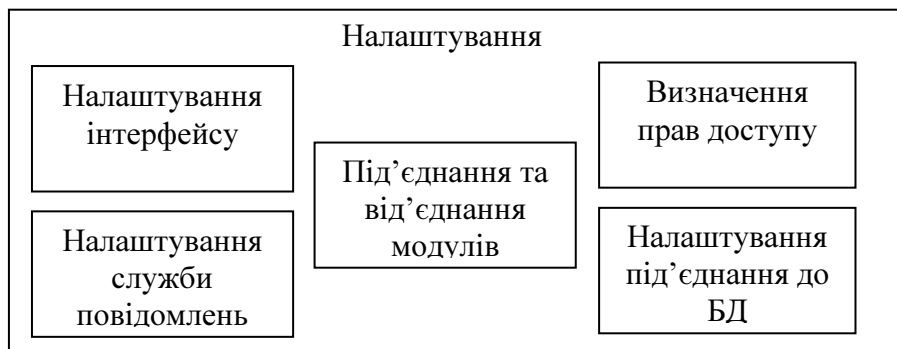 Налаштування
Налаштування
інтерфейсу
Визначення
прав доступу
Під’єднання та
від’єднання
модулів
Налаштування
служби
повідомлень
Налаштування
під’єднання до
БД